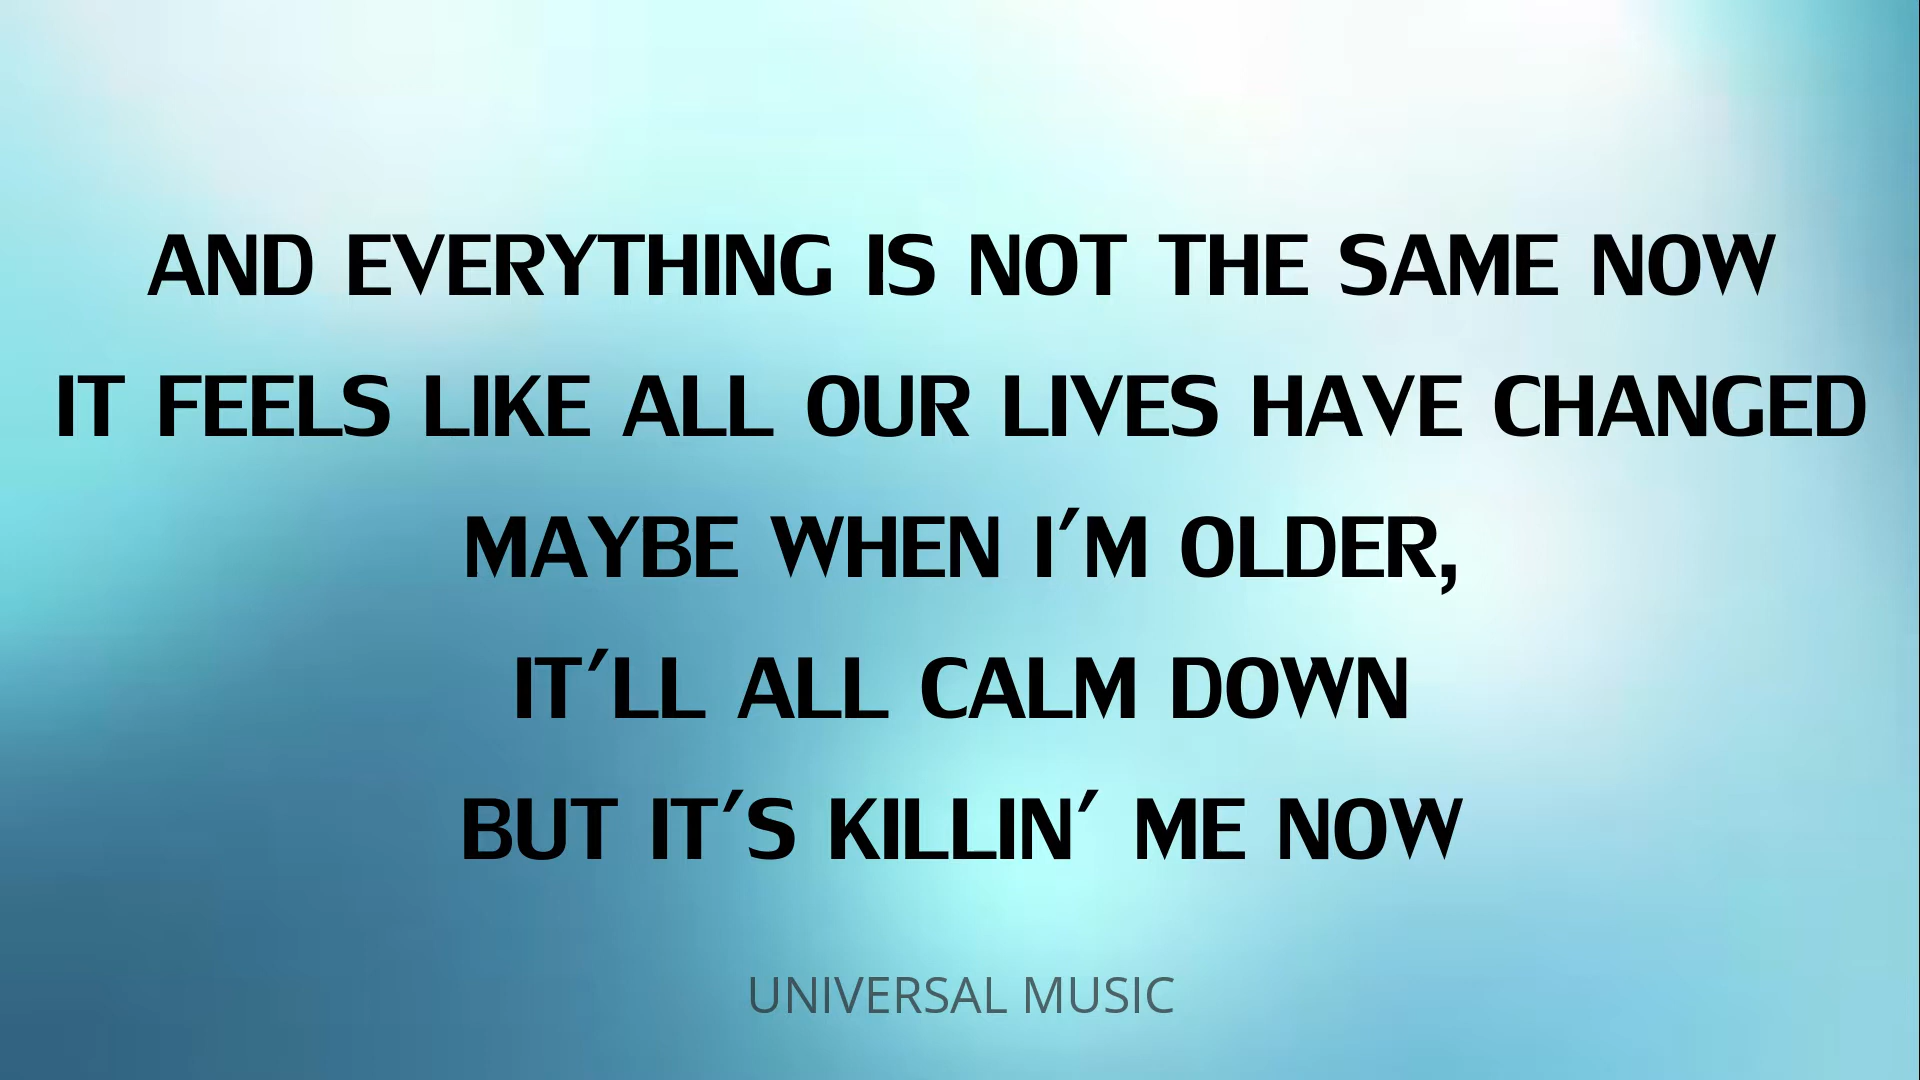 AND EVERYTHING IS NOT THE SAME NOW
IT FEELS LIKE ALL OUR LIVES HAVE CHANGED
MAYBE WHEN I'M OLDER,
IT'LL ALL CALM DOWN
BUT IT'S KILLIN' ME NOW
UNIVERSAL MUSIC